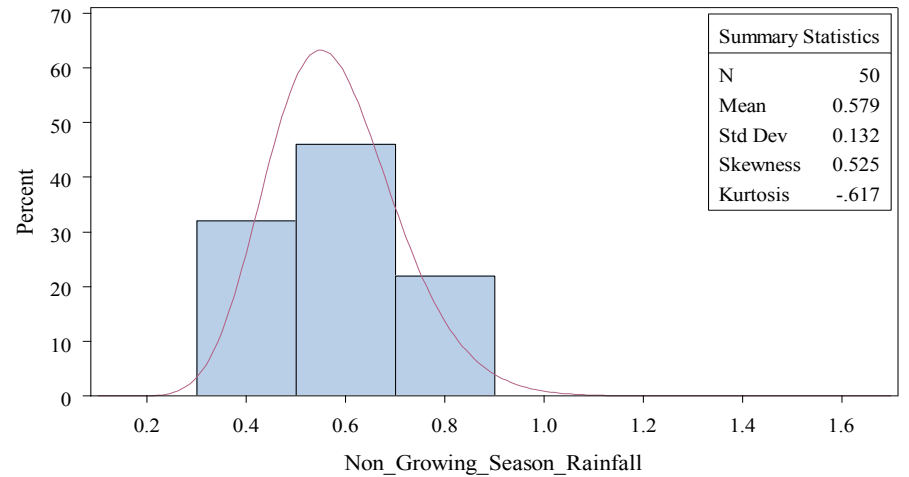 70
60
50
40
30
20
10
0
Percent
Summary Statistics
N 50
Mean 0.579
Std Dev 0.132
Skewness 0.525
Kurtosis -.617
0.2 0.4 0.6 0.8 1.0 1.2 1.4 1.6
Non_Growing_Season_Rainfall